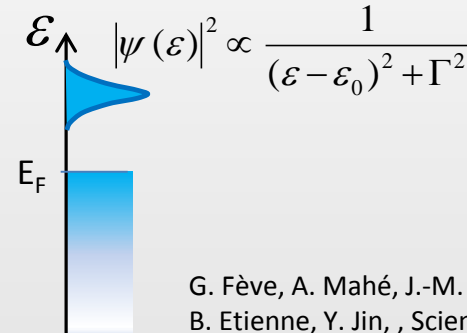 ε |ψ(ε)|² ∝ 1 / ((ε−ε₀)² + Γ²)
E_F
G. Fève, A. Mahé, J.-M.
B. Etienne, Y. Jin, , Scien